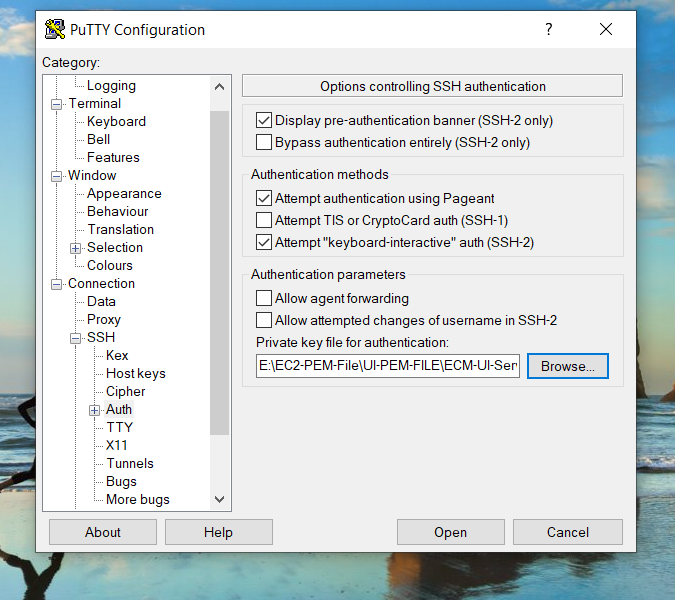 PuTTY Configuration
?
Category:
Logging
Terminal
Keyboard
Bell
Features
Window
Appearance
Behaviour
Translation
Selection
Colours
Connection
Data
Proxy
SSH
Kex
Host keys
Cipher
Auth
TTY
X11
Tunnels
Bugs
More bugs
Options controlling SSH authentication
Display pre-authentication banner (SSH-2 only)
Bypass authentication entirely (SSH-2 only)
Authentication methods
Attempt authentication using Pageant
Attempt TIS or CryptoCard auth (SSH-1)
Attempt "keyboard-interactive" auth (SSH-2)
Authentication parameters
Allow agent forwarding
Allow attempted changes of username in SSH-2
Private key file for authentication:
E:\EC2-PEM-File\UI-PEM-FILE\ECM-UI-Ser
Browse...
About
Help
Open
Cancel